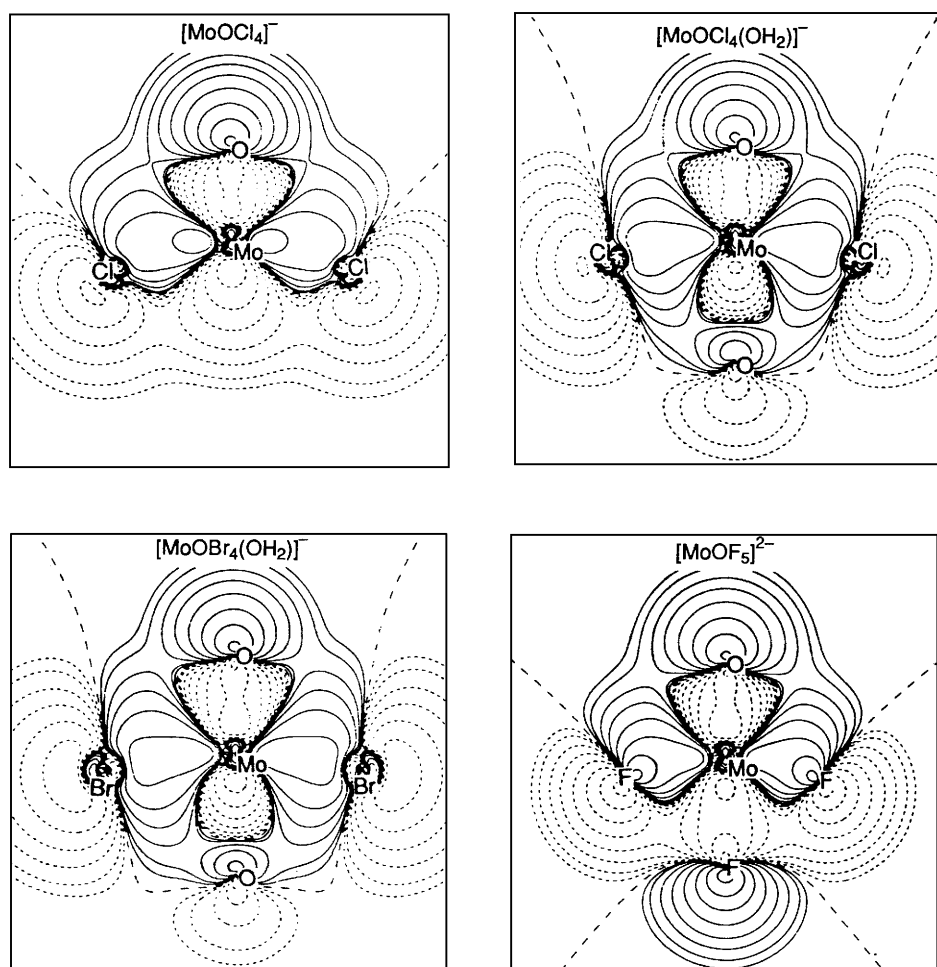 [MoOCl₄]⁻
O
Mo
Cl
Cl
[MoOCl₄(OH₂)]⁻
O
Cl
Mo
Cl
O
[MoOBr₄(OH₂)]⁻
O
Mo
Br
Br
O
[MoOF₅]²⁻
O
F
Mo
F
F